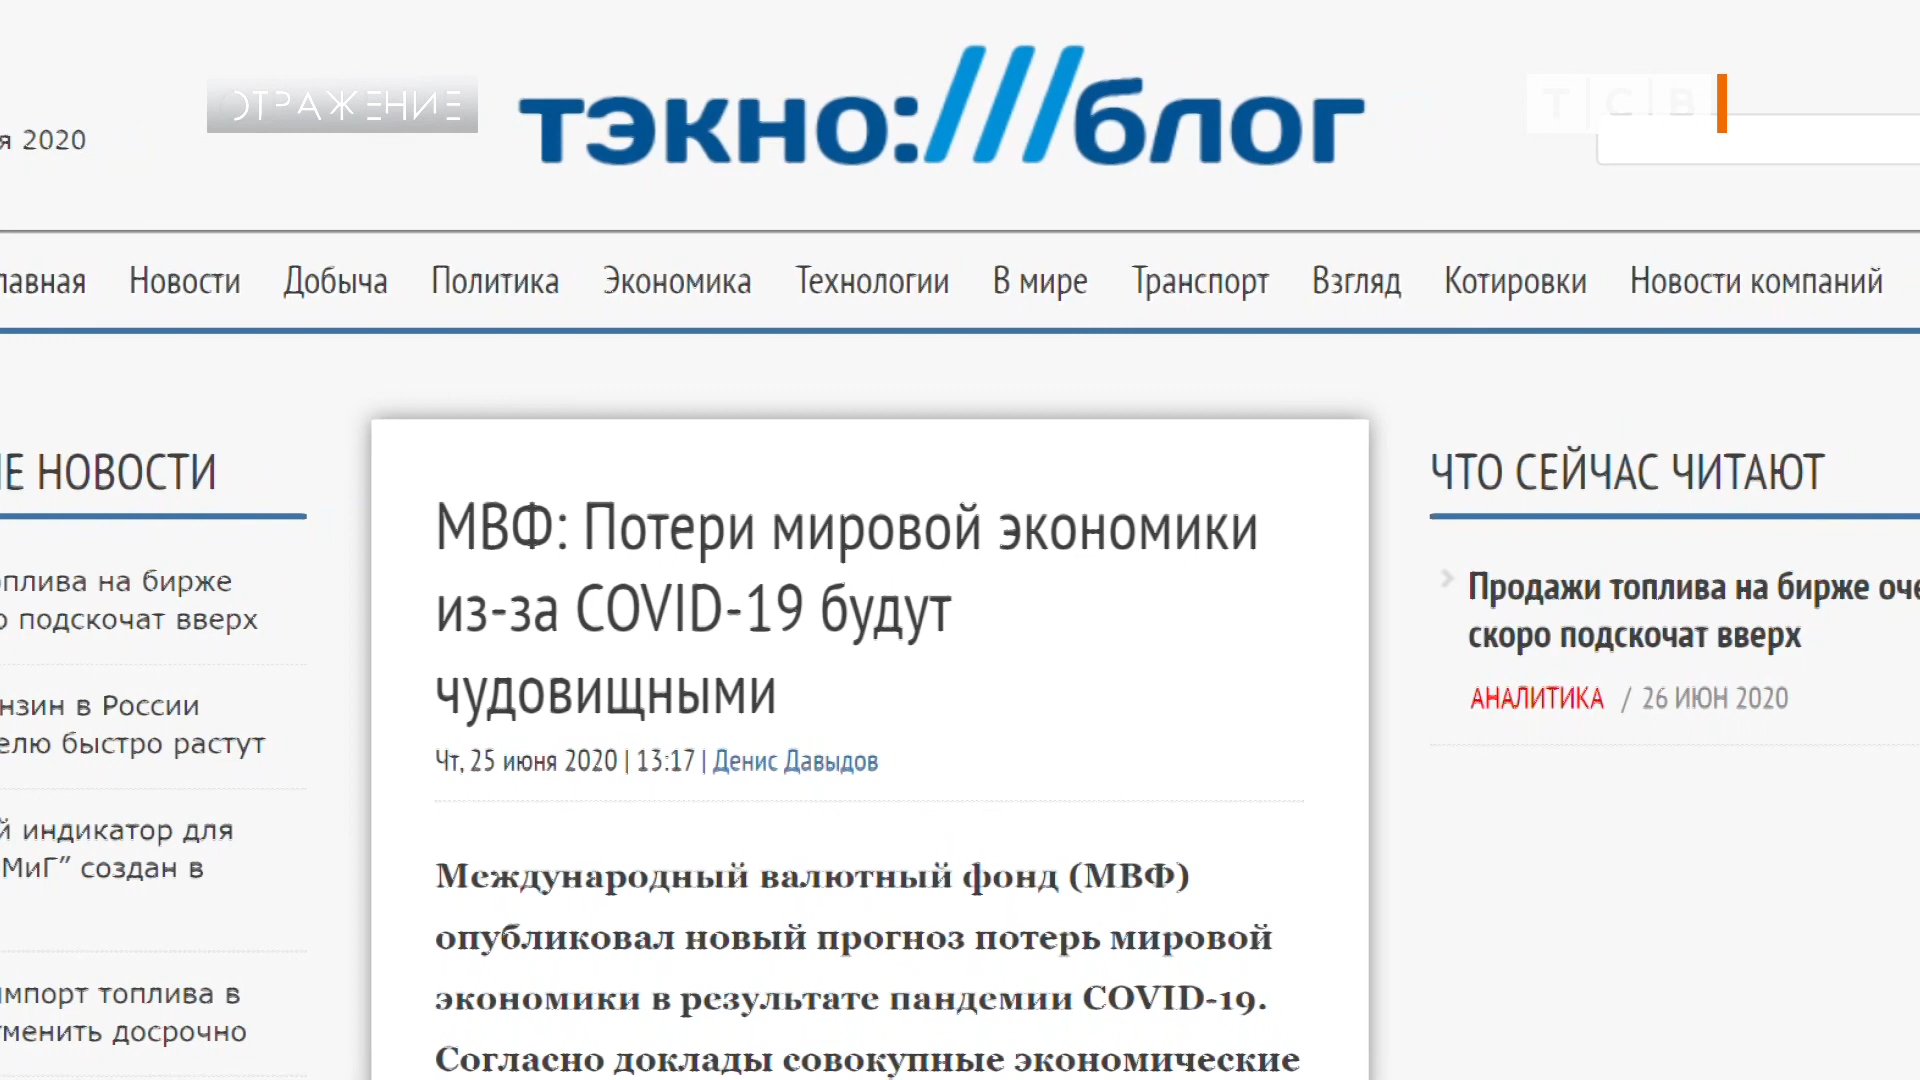 ОТРАЖЕНИЕ
тэкно:///блог
ТСВ
я 2020
лавная Новости Добыча Политика Экономика Технологии В мире Транспорт Взгляд Котировки Новости компаний
Е НОВОСТИ
оплива на бирже
о подскочат вверх
нзин в России
елю быстро растут
й индикатор для
МиГ” создан в
импорт топлива в
тменить досрочно
МВФ: Потери мировой экономики
из-за COVID-19 будут
чудовищными
Чт, 25 июня 2020 | 13:17 | Денис Давыдов
Международный валютный фонд (МВФ)
опубликовал новый прогноз потерь мировой
экономики в результате пандемии COVID-19.
Согласно доклады совокупные экономические
ЧТО СЕЙЧАС ЧИТАЮТ
Продажи топлива на бирже оче
скоро подскочат вверх
АНАЛИТИКА / 26 ИЮН 2020